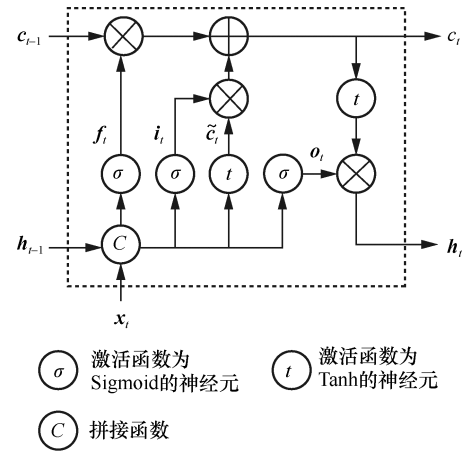 c_{t-1} c_t
t
f_t i_t c̃_t o_t
σ σ t σ
h_{t-1} C h_t
x_t
σ 激活函数为 t 激活函数为
Sigmoid的神经元 Tanh的神经元
C 拼接函数